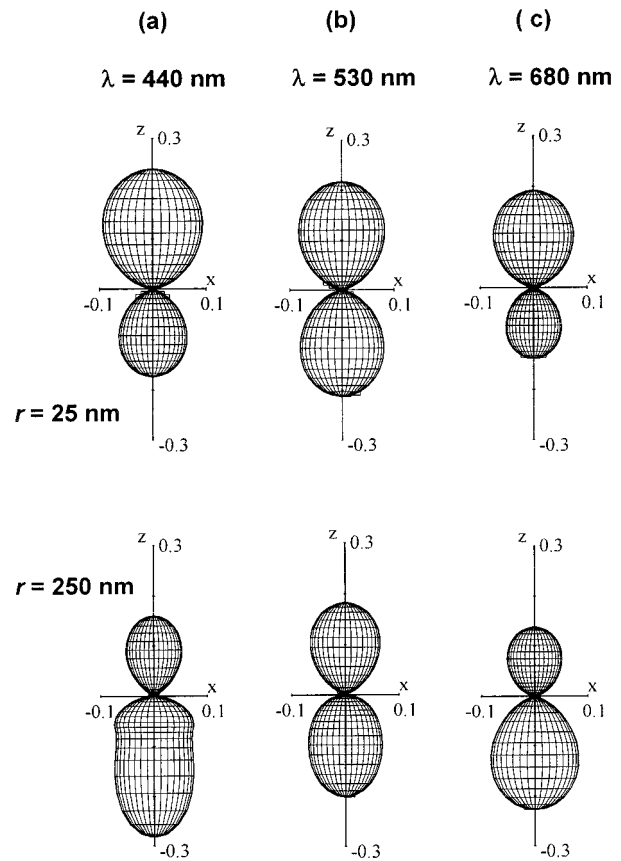 (a) (b) ( c)
λ = 440 nm λ = 530 nm λ = 680 nm
z 0.3 z 0.3 z 0.3
x x x
-0.1 0.1 -0.1 0.1 -0.1 0.1
r = 25 nm
-0.3 -0.3 -0.3
z 0.3 z 0.3 z 0.3
r = 250 nm
x x x
-0.1 0.1 -0.1 0.1 -0.1 0.1
-0.3 -0.3 -0.3